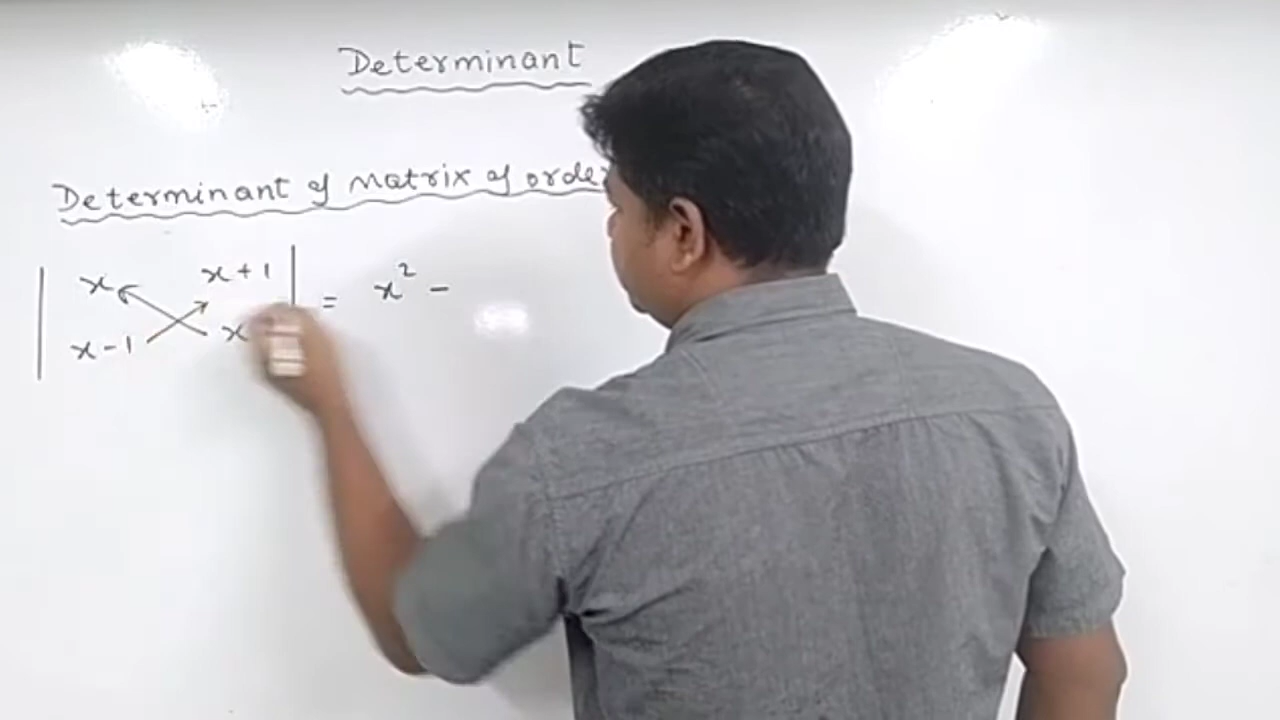 Determinant
Determinant of Matrix of order
x x+1
x-1 x
= x² -